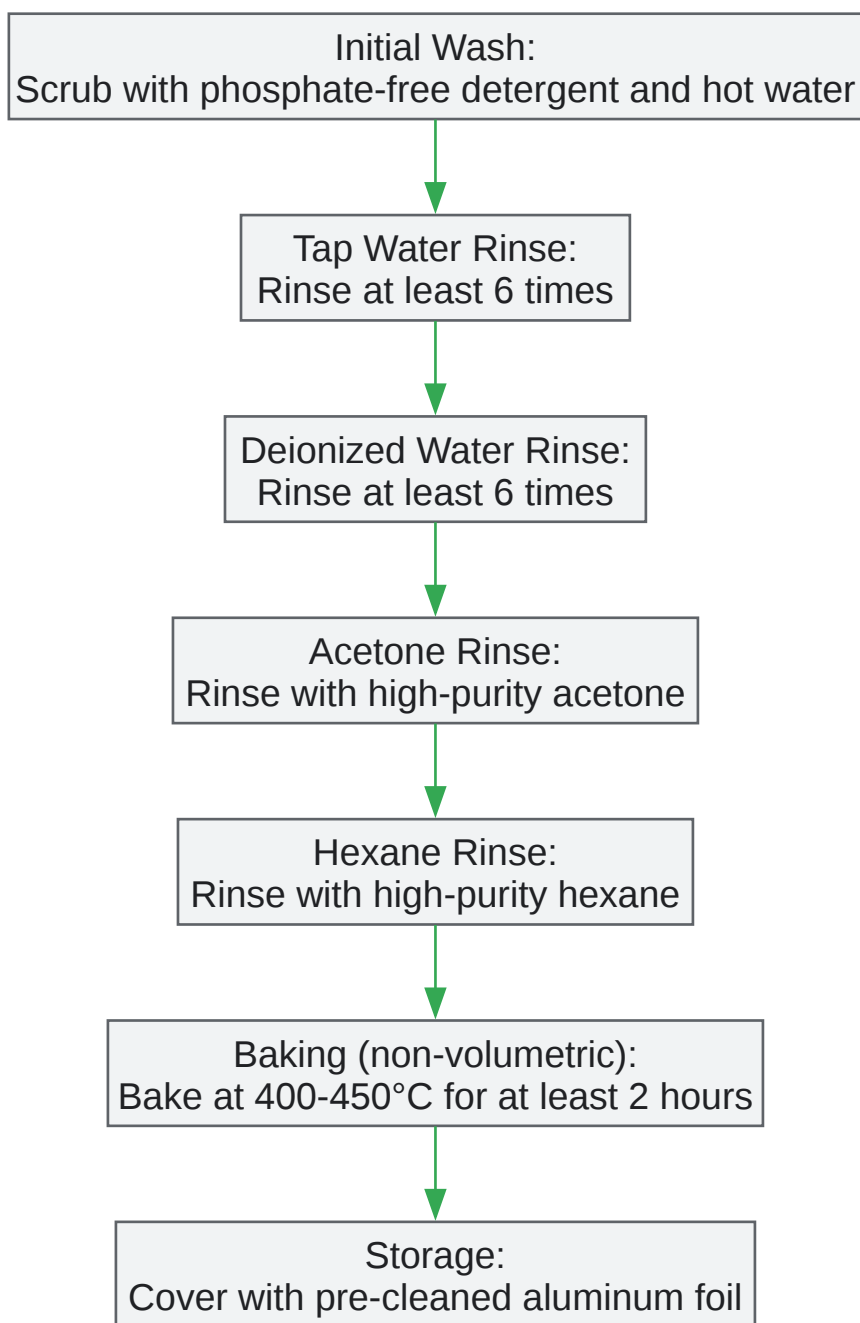 Initial Wash:
Scrub with phosphate-free detergent and hot water
Tap Water Rinse:
Rinse at least 6 times
Deionized Water Rinse:
Rinse at least 6 times
Acetone Rinse:
Rinse with high-purity acetone
Hexane Rinse:
Rinse with high-purity hexane
Baking (non-volumetric):
Bake at 400-450°C for at least 2 hours
Storage:
Cover with pre-cleaned aluminum foil